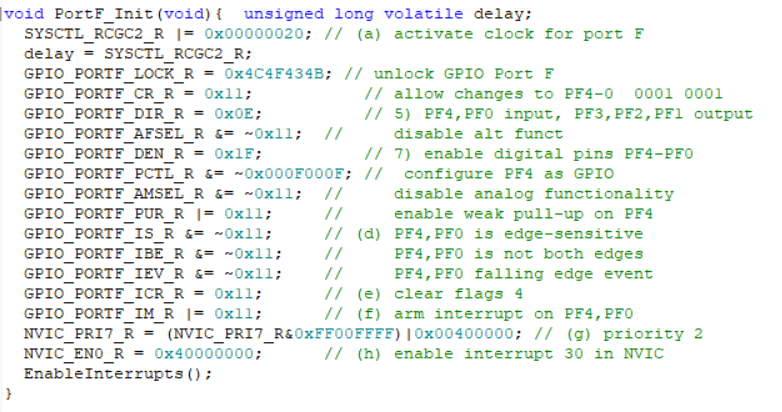 void PortF_Init(void){  unsigned long volatile delay;
  SYSCTL_RCGC2_R |= 0x00000020; // (a) activate clock for port F
  delay = SYSCTL_RCGC2_R;
  GPIO_PORTF_LOCK_R = 0x4C4F434B; // unlock GPIO Port F
  GPIO_PORTF_CR_R = 0x11;           // allow changes to PF4-0  0001 0001
  GPIO_PORTF_DIR_R = 0x0E;          // 5) PF4,PF0 input, PF3,PF2,PF1 output
  GPIO_PORTF_AFSEL_R &= ~0x11;  //     disable alt funct
  GPIO_PORTF_DEN_R = 0x1F;          // 7) enable digital pins PF4-PF0
  GPIO_PORTF_PCTL_R &= ~0x000F000F; //  configure PF4 as GPIO
  GPIO_PORTF_AMSEL_R &= ~0x11;  //     disable analog functionality
  GPIO_PORTF_PUR_R |= 0x11;     //     enable weak pull-up on PF4
  GPIO_PORTF_IS_R &= ~0x11;     // (d) PF4,PF0 is edge-sensitive
  GPIO_PORTF_IBE_R &= ~0x11;    //     PF4,PF0 is not both edges
  GPIO_PORTF_IEV_R &= ~0x11;    //     PF4,PF0 falling edge event
  GPIO_PORTF_ICR_R = 0x11;      // (e) clear flags 4
  GPIO_PORTF_IM_R |= 0x11;      // (f) arm interrupt on PF4,PF0
  NVIC_PRI7_R = (NVIC_PRI7_R&0xFF00FFFF)|0x00400000; // (g) priority 2
  NVIC_EN0_R = 0x40000000;      // (h) enable interrupt 30 in NVIC
  EnableInterrupts();
}